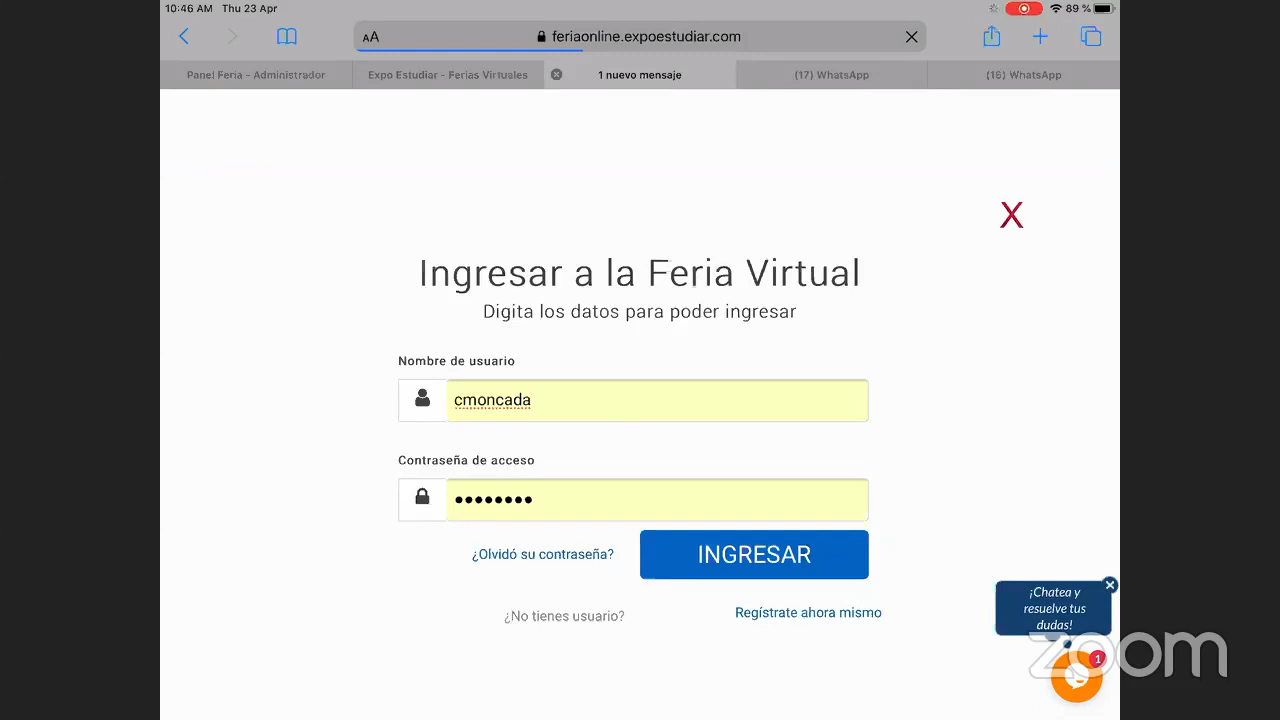 10:46 AM Thu 23 Apr
89 %
AA
feriaonline.expoestudiar.com
Panel Feria - Administrador
Expo Estudiar - Ferias Virtuales
1 nuevo mensaje
(17) WhatsApp
(16) WhatsApp
X
Ingresar a la Feria Virtual
Digita los datos para poder ingresar
Nombre de usuario
cmoncada
Contraseña de acceso
••••••••
¿Olvidó su contraseña?
INGRESAR
¿No tienes usuario?
Regístrate ahora mismo
¡Chatea y
resuelve tus
dudas!
zoom
1